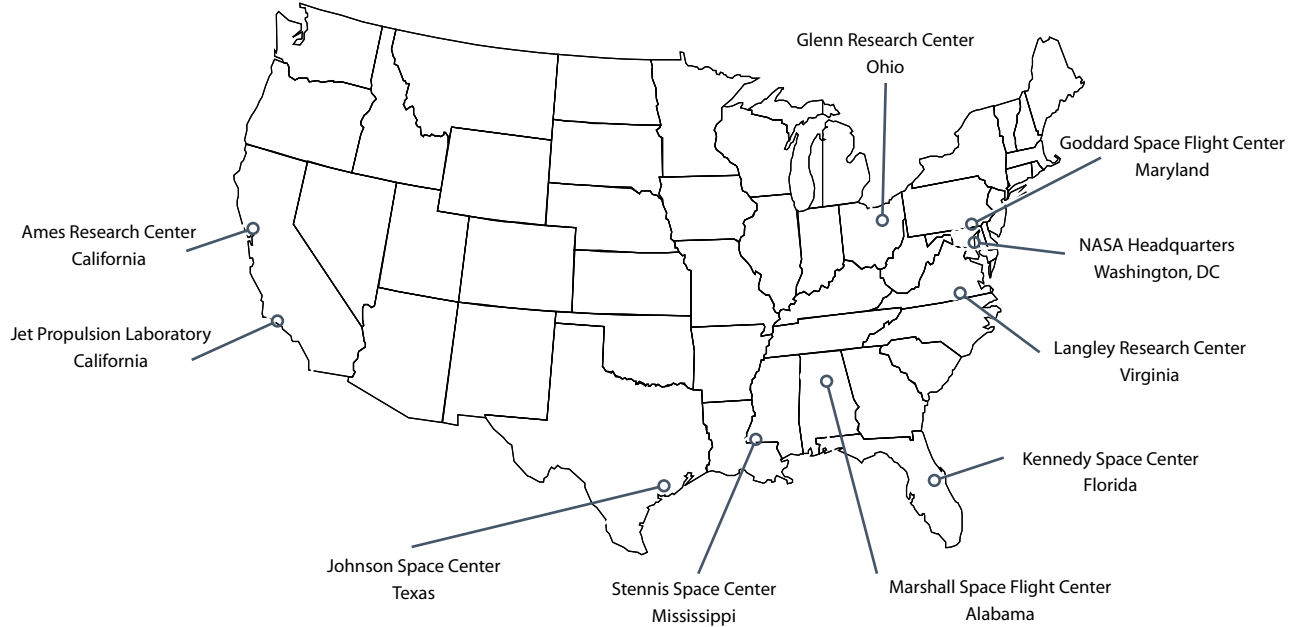 Glenn Research Center
Ohio
Goddard Space Flight Center
Maryland
Ames Research Center
California
NASA Headquarters
Washington, DC
Jet Propulsion Laboratory
California
Langley Research Center
Virginia
Kennedy Space Center
Florida
Johnson Space Center
Texas
Stennis Space Center
Mississippi
Marshall Space Flight Center
Alabama